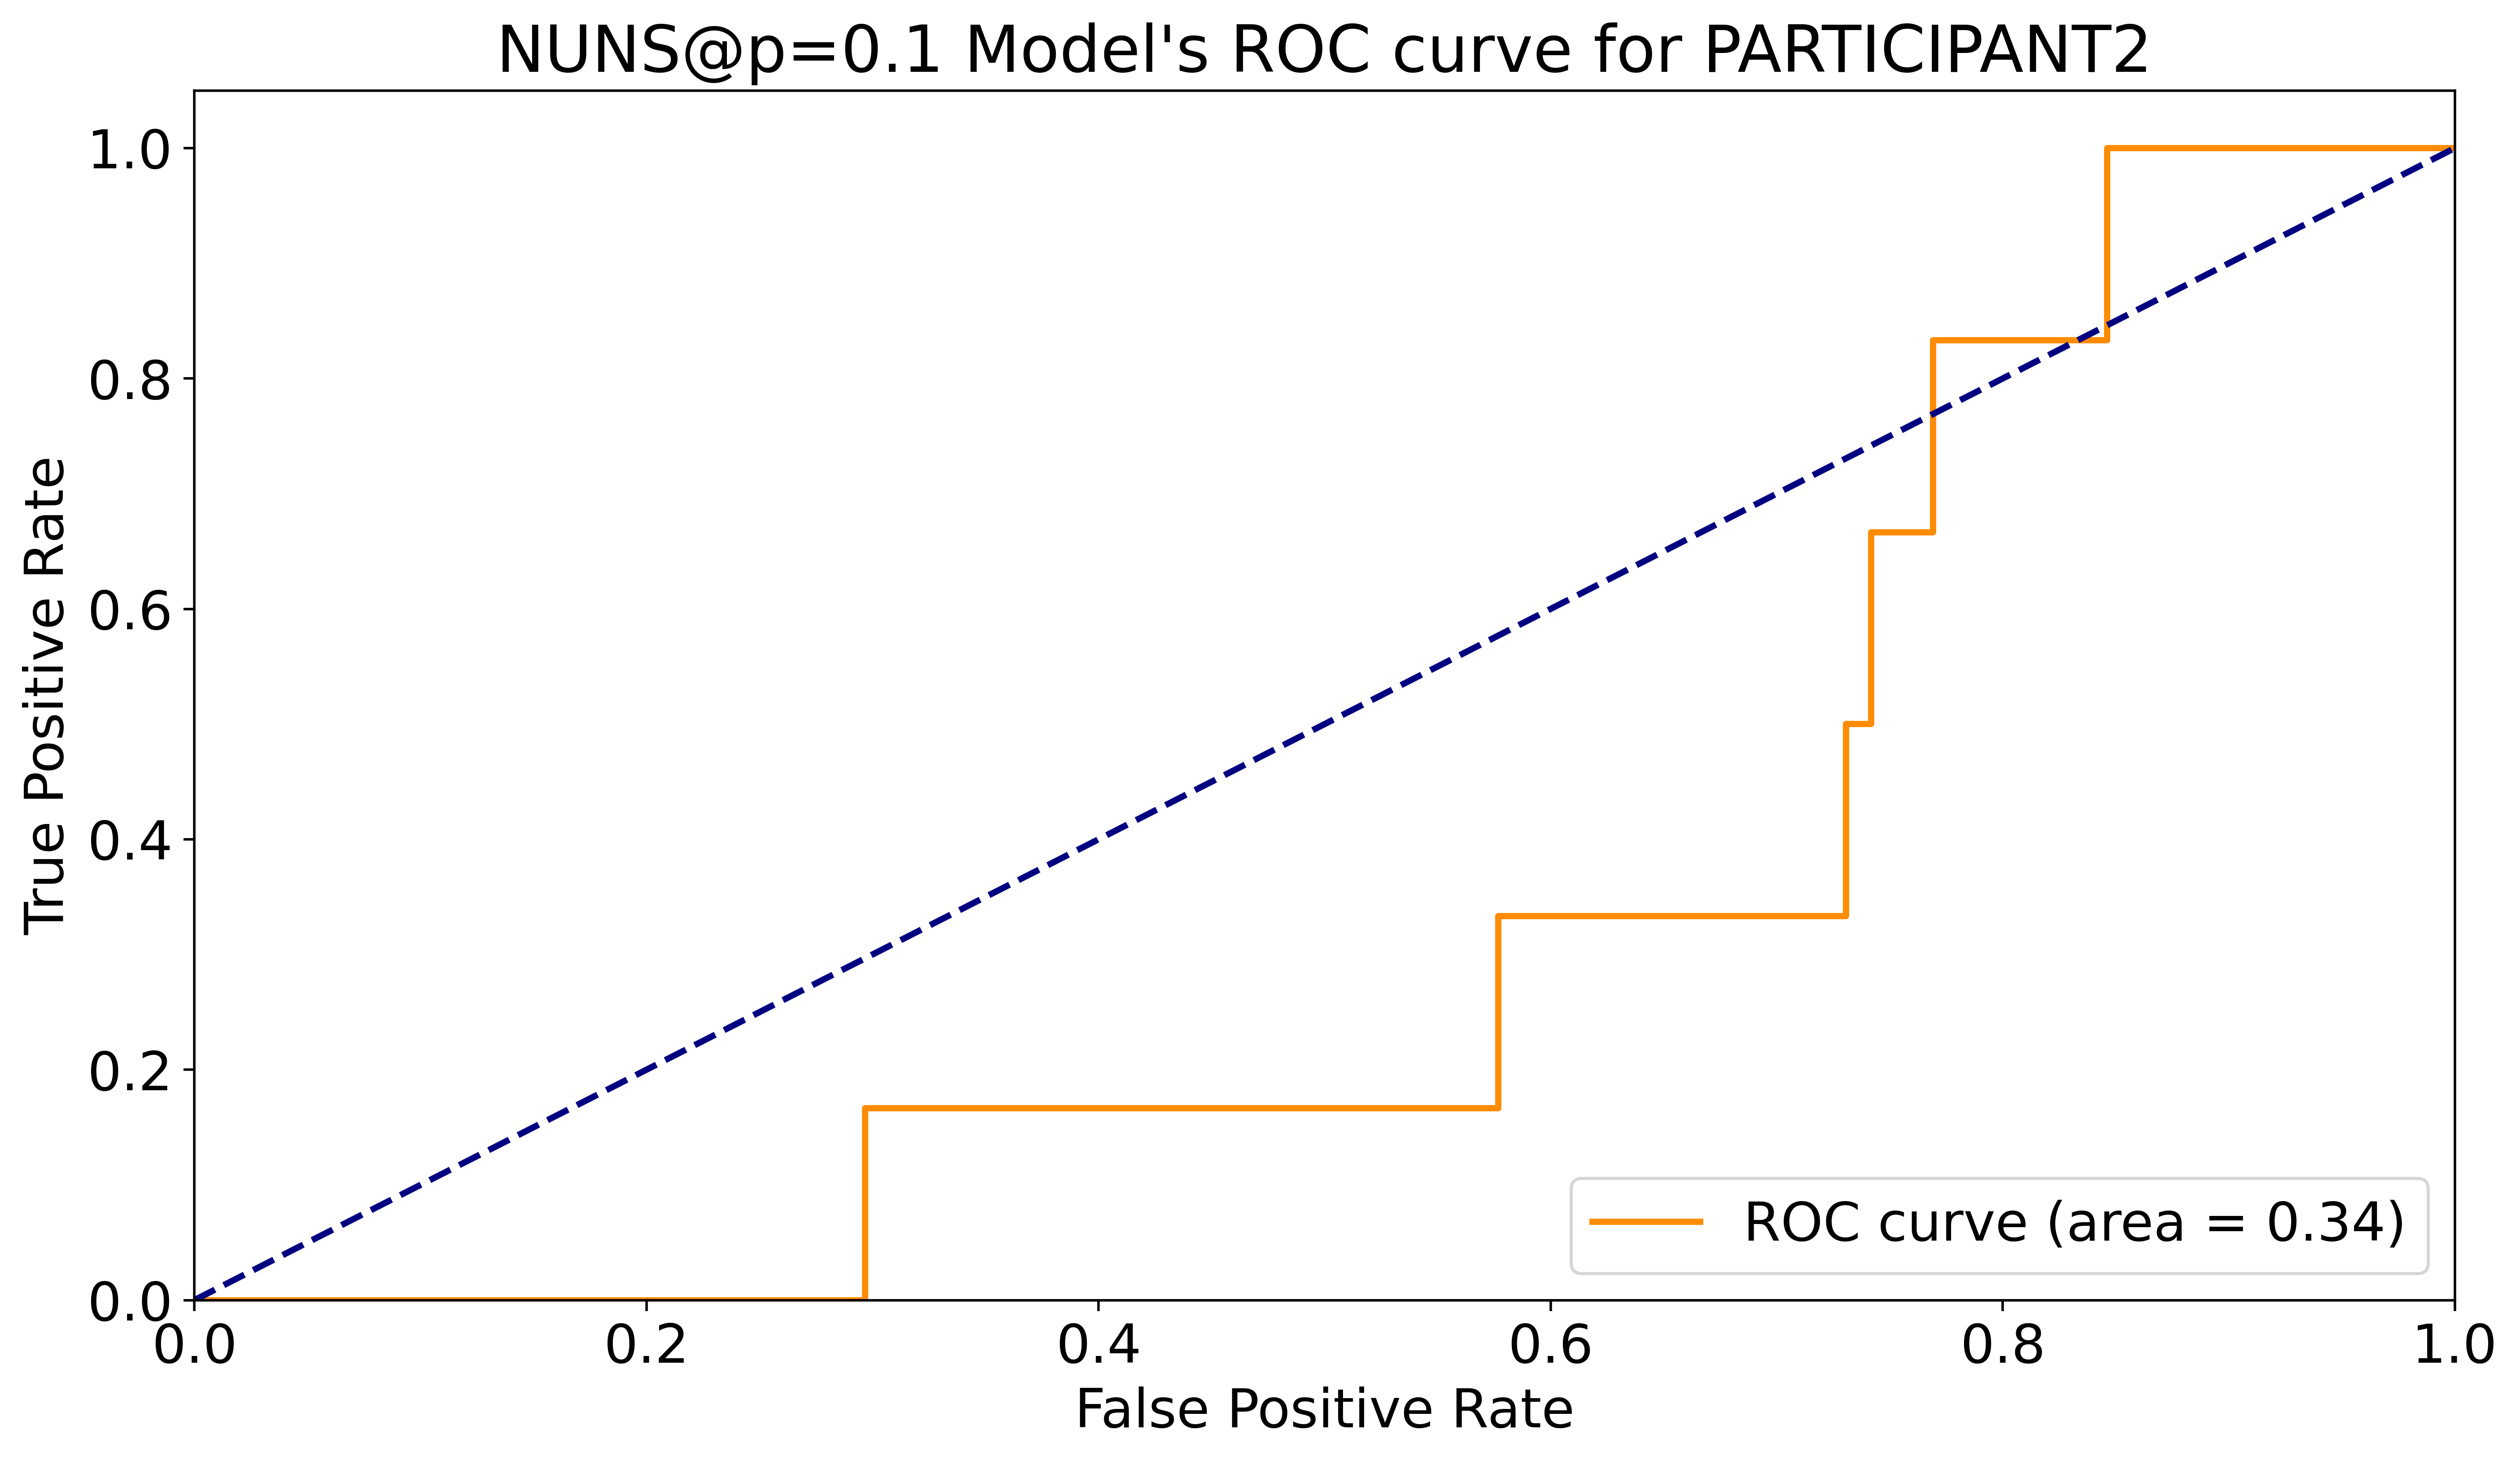 NUNS@p=0.1 Model's ROC curve for PARTICIPANT2
True Positive Rate
1.0
0.8
0.6
0.4
0.2
0.0
ROC curve (area = 0.34)
0.0 0.2 0.4 0.6 0.8 1.0
False Positive Rate